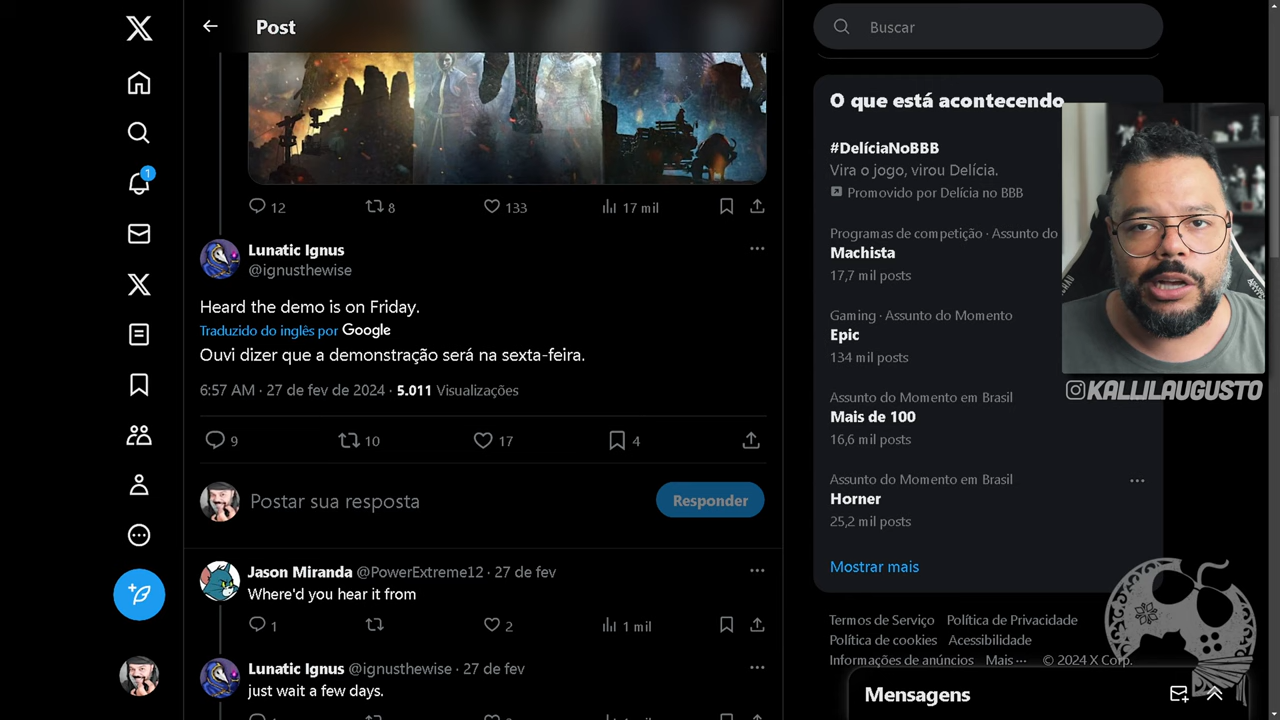 Post
12
8
133
17 mil
Lunatic Ignus
@ignusthewise
Heard the demo is on Friday.
Traduzido do inglês por Google
Ouvi dizer que a demonstração será na sexta-feira.
6:57 AM · 27 de fev de 2024 · 5.011 Visualizações
9
10
17
4
Postar sua resposta
Responder
Jason Miranda @PowerExtreme12 · 27 de fev
Where'd you hear it from
1
2
1 mil
Lunatic Ignus @ignusthewise · 27 de fev
just wait a few days.
1
Buscar
O que está acontecendo
#DelíciaNoBBB
Vira o jogo, virou Delícia.
Promovido por Delícia no BBB
Programas de competição · Assunto do
Machista
17,7 mil posts
Gaming · Assunto do Momento
Epic
134 mil posts
Assunto do Momento em Brasil
Mais de 100
16,6 mil posts
Assunto do Momento em Brasil
Horner
25,2 mil posts
Mostrar mais
Termos de Serviço Política de Privacidade
Política de cookies Acessibilidade
Informações de anúncios Mais ··· © 2024 X Corp.
Mensagens
@KALLILAUGUSTO